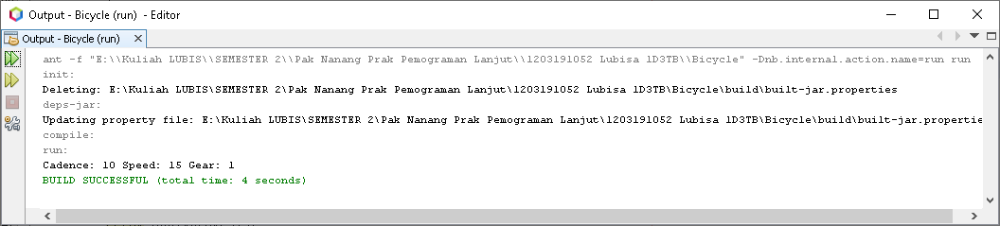 Output - Bicycle (run) - Editor
Output - Bicycle (run)
ant -f "E:\\Kuliah LUBIS\\SEMESTER 2\\Pak Nanang Prak Pemograman Lanjut\\1203191052 Lubisa 1D3TB\\Bicycle" -Dnb.internal.action.name=run run
init:
Deleting: E:\Kuliah LUBIS\SEMESTER 2\Pak Nanang Prak Pemograman Lanjut\1203191052 Lubisa 1D3TB\Bicycle\build\built-jar.properties
deps-jar:
Updating property file: E:\Kuliah LUBIS\SEMESTER 2\Pak Nanang Prak Pemograman Lanjut\1203191052 Lubisa 1D3TB\Bicycle\build\built-jar.propertie
compile:
run:
Cadence: 10 Speed: 15 Gear: 1
BUILD SUCCESSFUL (total time: 4 seconds)